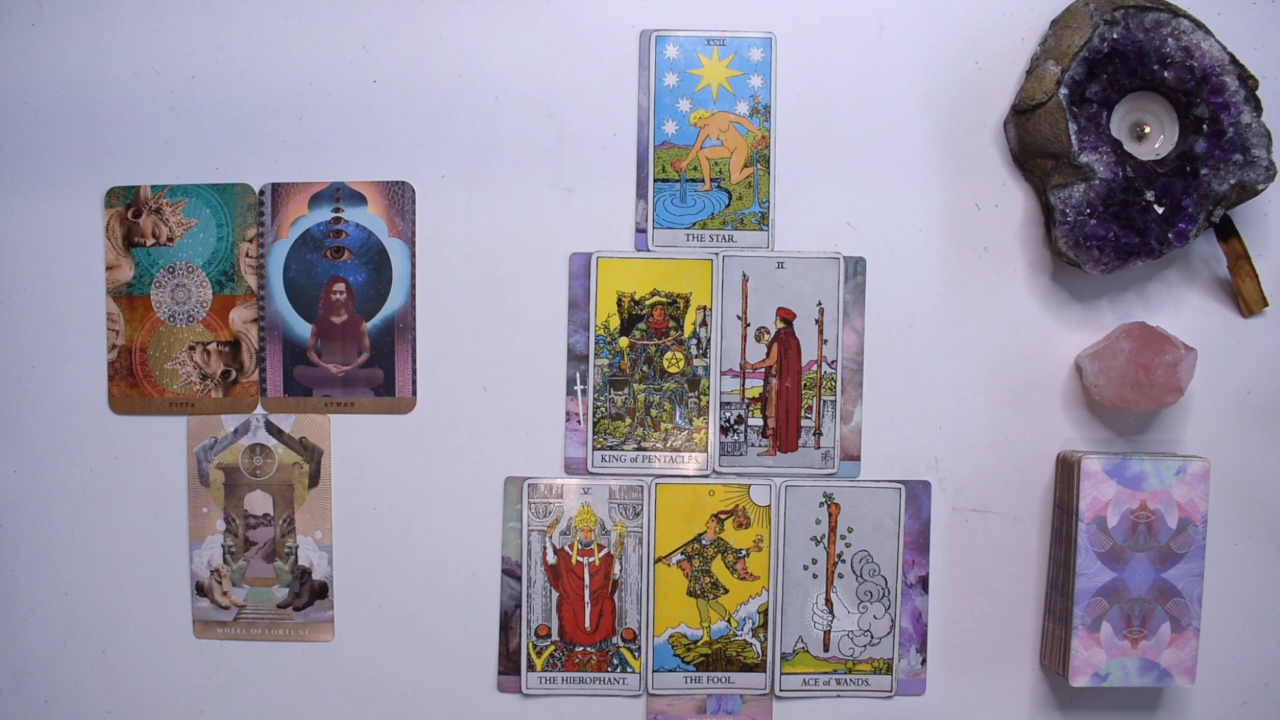 XVII
THE STAR.
PITTA
ATMAN
KING of PENTACLES.
II
WHEEL OF FORTUNE
V
THE HIEROPHANT.
0
THE FOOL.
ACE of WANDS.